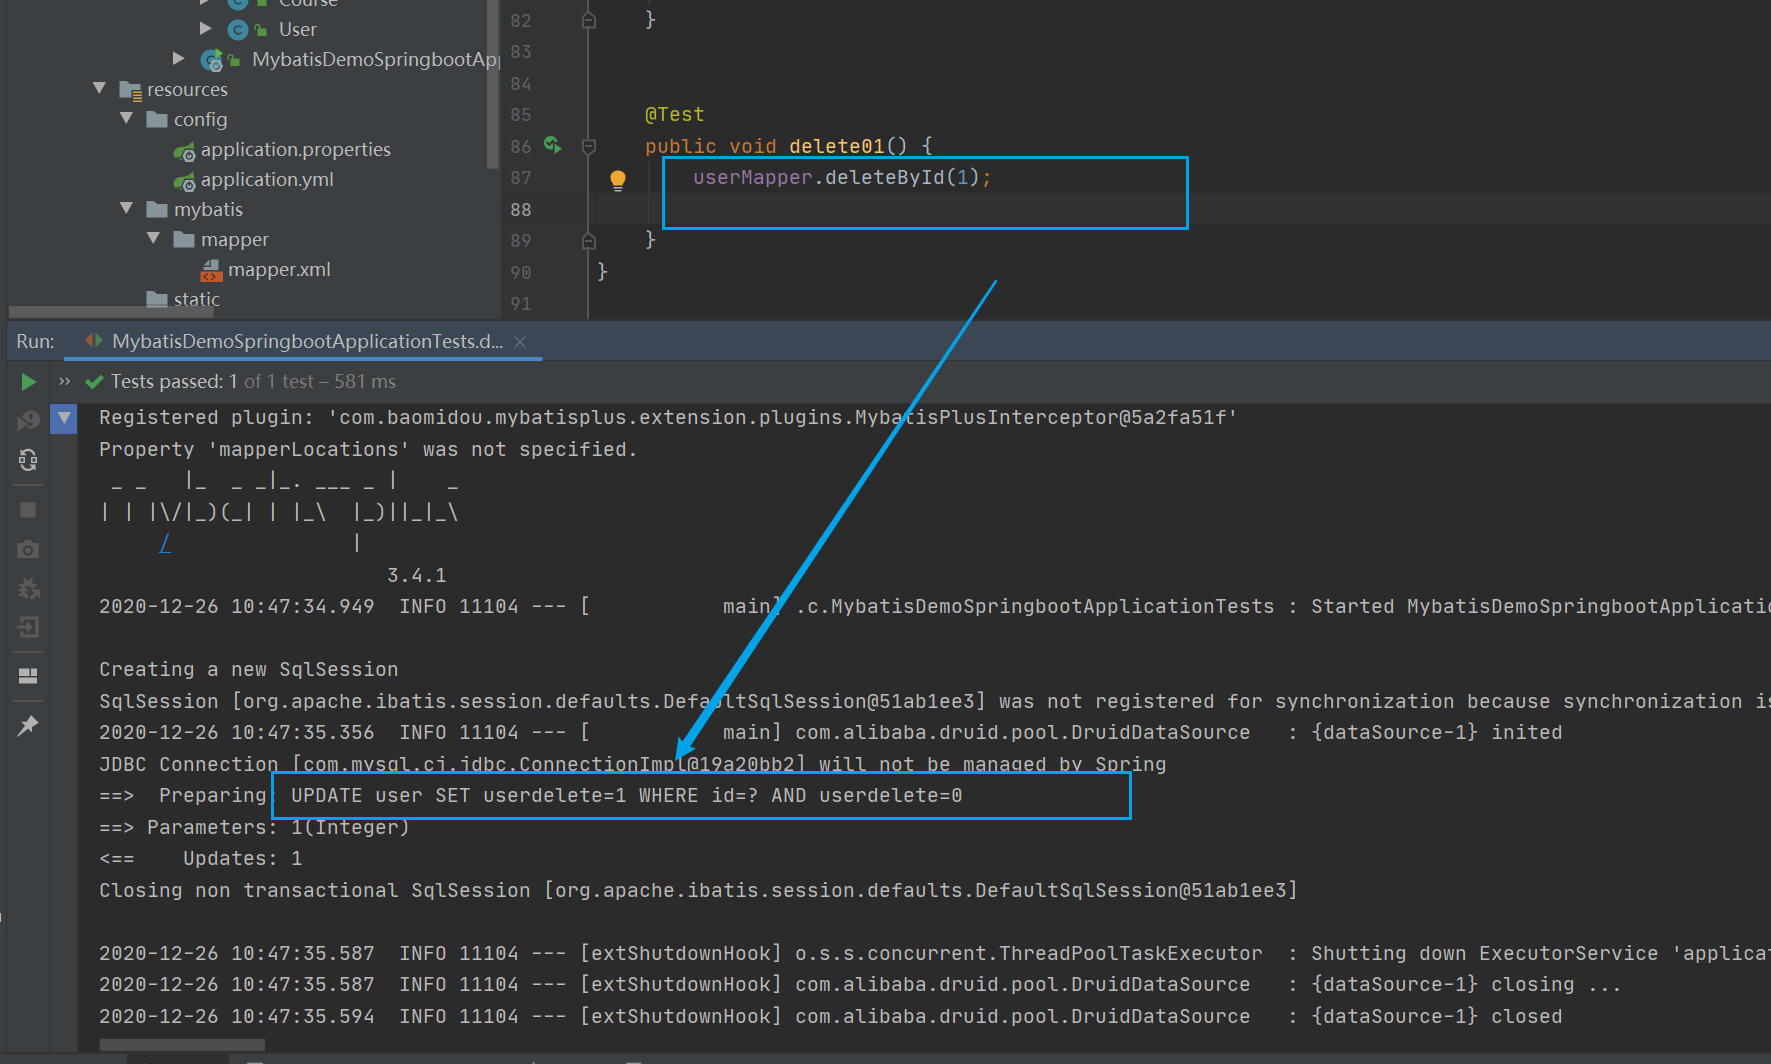 Course
User
MybatisDemoSpringbootAp
resources
config
application.properties
application.yml
mybatis
mapper
mapper.xml
static
82 }
83
84
85 @Test
86 public void delete01() {
87 userMapper.deleteById(1);
88
89 }
90 }
91
Run: MybatisDemoSpringbootApplicationTests.d...
Tests passed: 1 of 1 test – 581 ms
Registered plugin: 'com.baomidou.mybatisplus.extension.plugins.MybatisPlusInterceptor@5a2fa51f'
Property 'mapperLocations' was not specified.
 _ _   |_  _ _|_. ___ _ |    _
| | |\/|_)(_| | |_\  |_)||_|_\
     /               |
3.4.1
2020-12-26 10:47:34.949  INFO 11104 --- [           main] .c.MybatisDemoSpringbootApplicationTests : Started MybatisDemoSpringbootApplicatio
Creating a new SqlSession
SqlSession [org.apache.ibatis.session.defaults.DefaultSqlSession@51ab1ee3] was not registered for synchronization because synchronization is
2020-12-26 10:47:35.356  INFO 11104 --- [           main] com.alibaba.druid.pool.DruidDataSource   : {dataSource-1} inited
JDBC Connection [com.mysql.cj.jdbc.ConnectionImpl@19a20bb2] will not be managed by Spring
==>  Preparing: UPDATE user SET userdelete=1 WHERE id=? AND userdelete=0
==> Parameters: 1(Integer)
<==    Updates: 1
Closing non transactional SqlSession [org.apache.ibatis.session.defaults.DefaultSqlSession@51ab1ee3]
2020-12-26 10:47:35.587  INFO 11104 --- [extShutdownHook] o.s.s.concurrent.ThreadPoolTaskExecutor  : Shutting down ExecutorService 'applicat
2020-12-26 10:47:35.587  INFO 11104 --- [extShutdownHook] com.alibaba.druid.pool.DruidDataSource   : {dataSource-1} closing ...
2020-12-26 10:47:35.594  INFO 11104 --- [extShutdownHook] com.alibaba.druid.pool.DruidDataSource   : {dataSource-1} closed